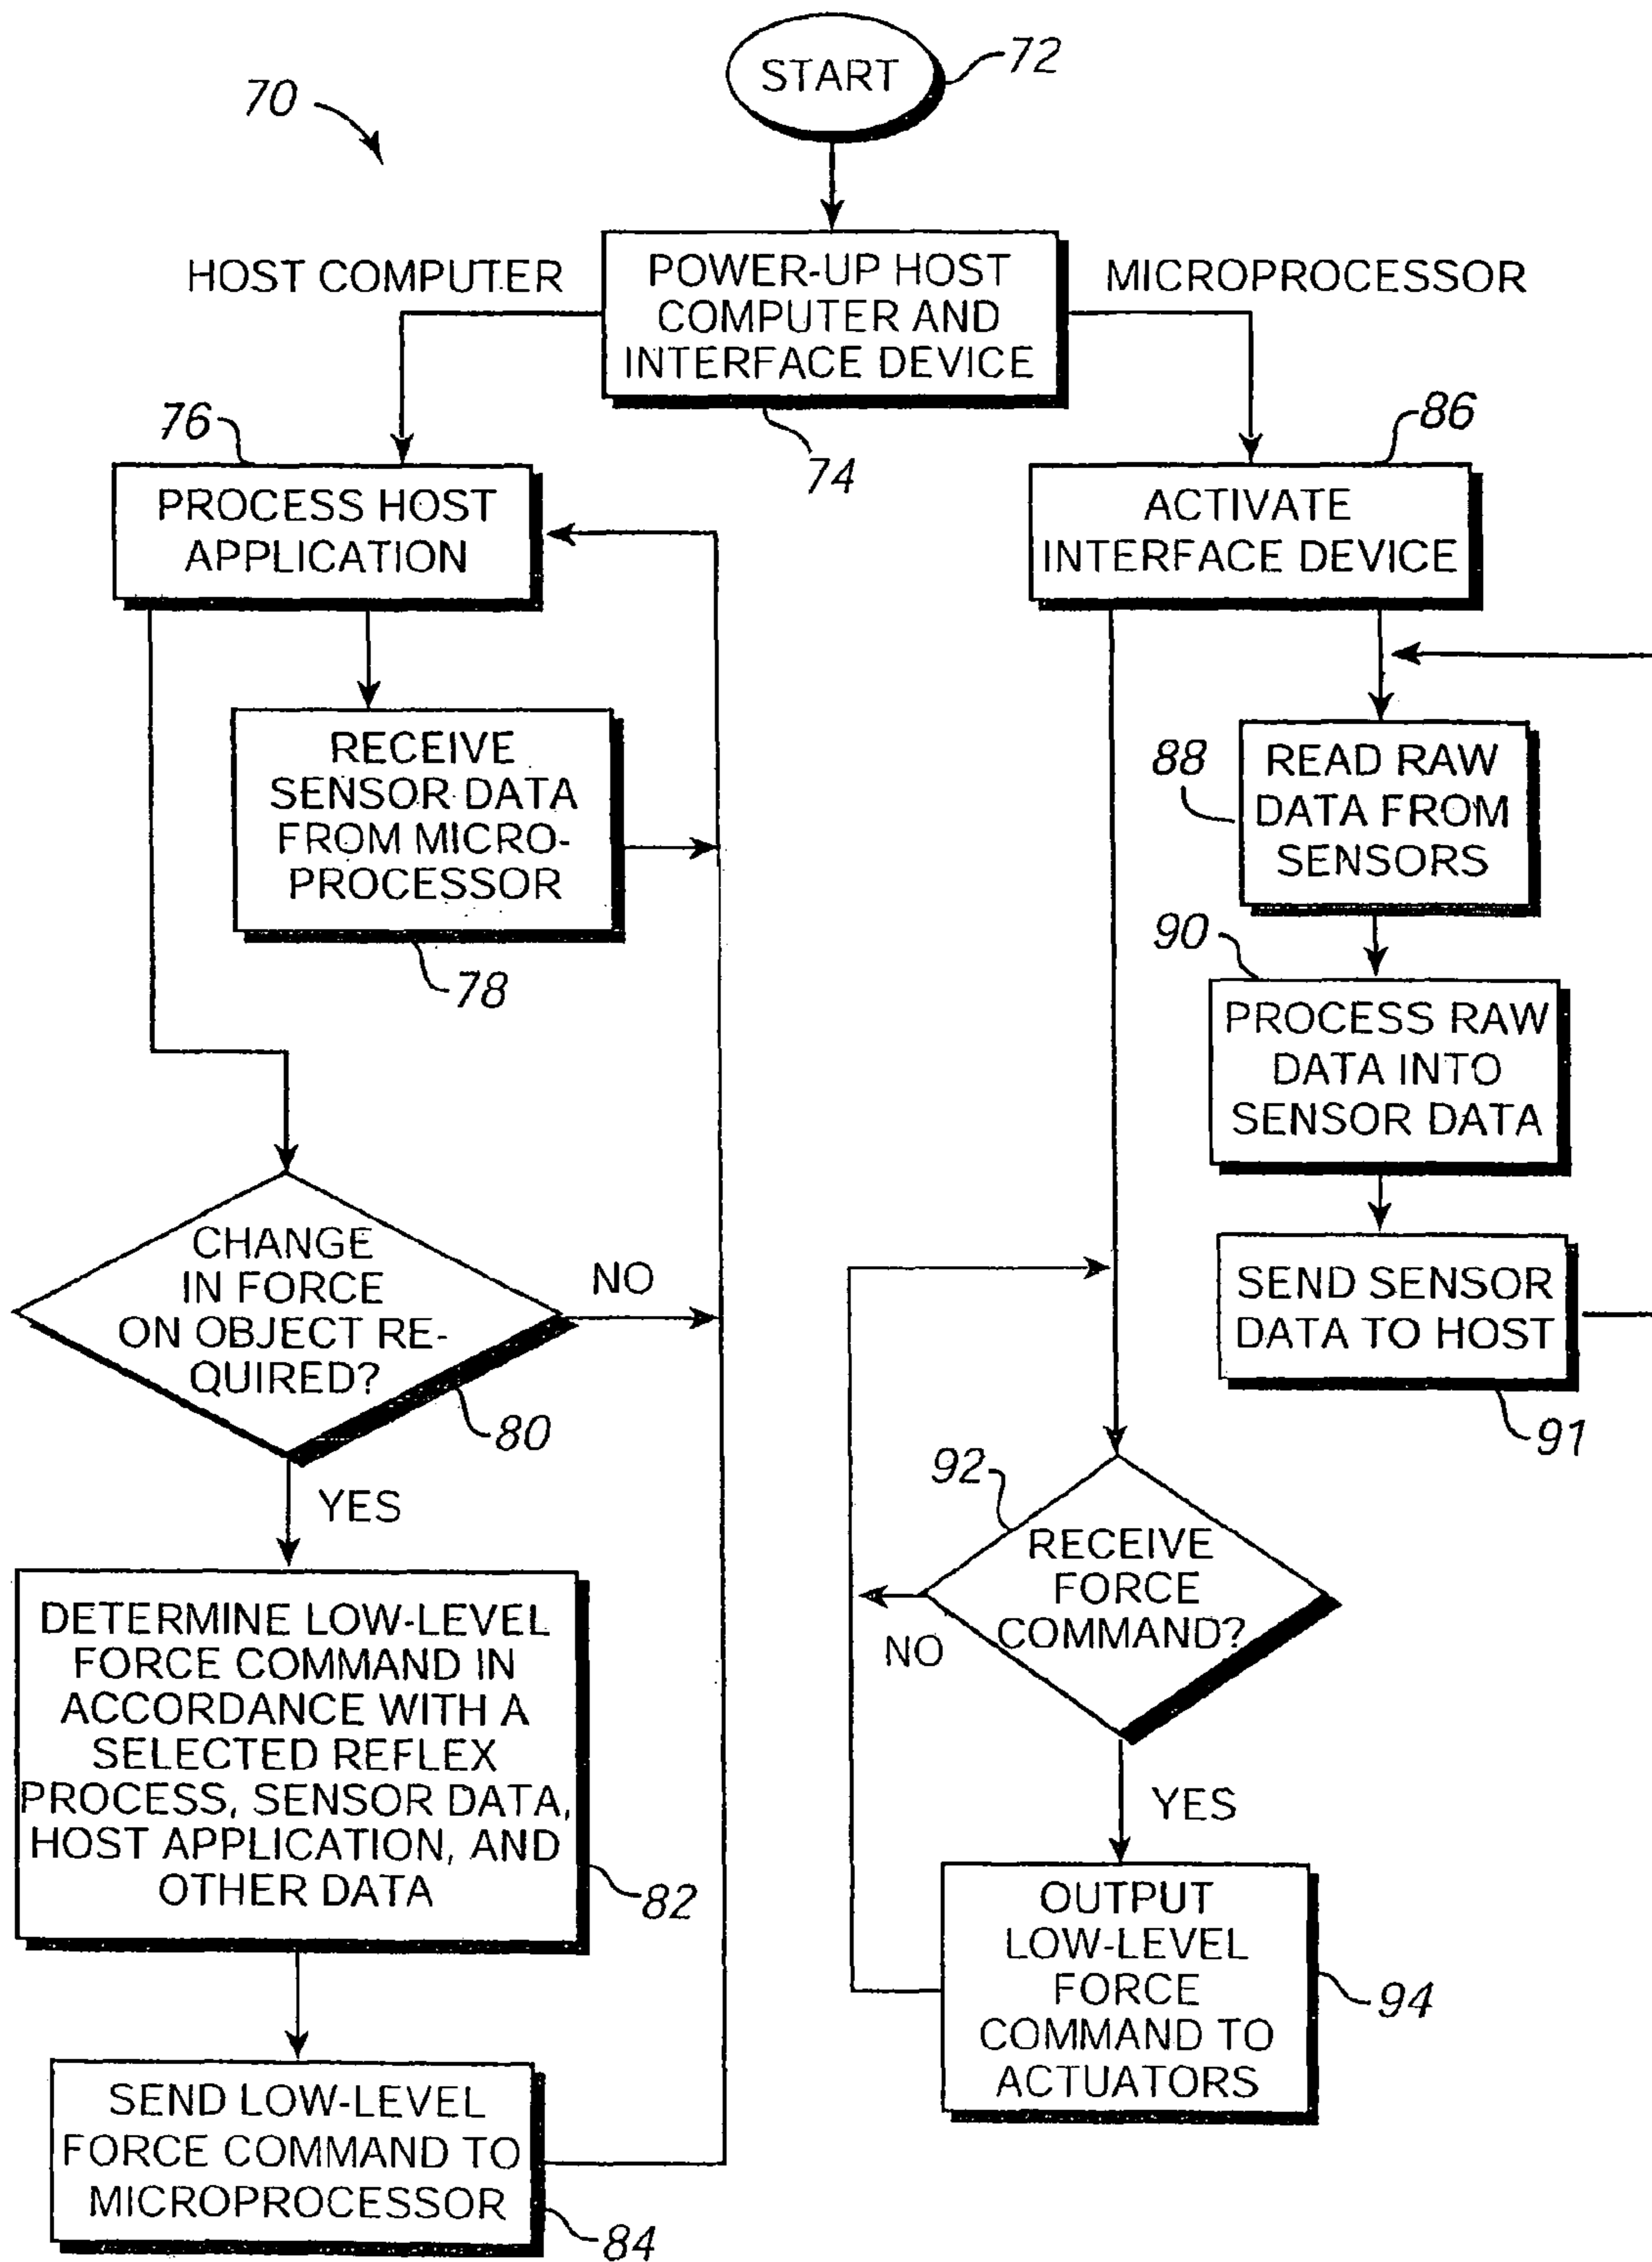 START
72
70
HOST COMPUTER
POWER-UP HOST
COMPUTER AND
INTERFACE DEVICE
MICROPROCESSOR
74
76
PROCESS HOST
APPLICATION
86
ACTIVATE
INTERFACE DEVICE
RECEIVE
SENSOR DATA
FROM MICRO-
PROCESSOR
78
88
READ RAW
DATA FROM
SENSORS
90
PROCESS RAW
DATA INTO
SENSOR DATA
SEND SENSOR
DATA TO HOST
91
CHANGE
IN FORCE
ON OBJECT RE-
QUIRED?
NO
80
YES
92
RECEIVE
FORCE
COMMAND?
NO
YES
DETERMINE LOW-LEVEL
FORCE COMMAND IN
ACCORDANCE WITH A
SELECTED REFLEX
PROCESS, SENSOR DATA,
HOST APPLICATION, AND
OTHER DATA
82
OUTPUT
LOW-LEVEL
FORCE
COMMAND TO
ACTUATORS
94
SEND LOW-LEVEL
FORCE COMMAND TO
MICROPROCESSOR
84